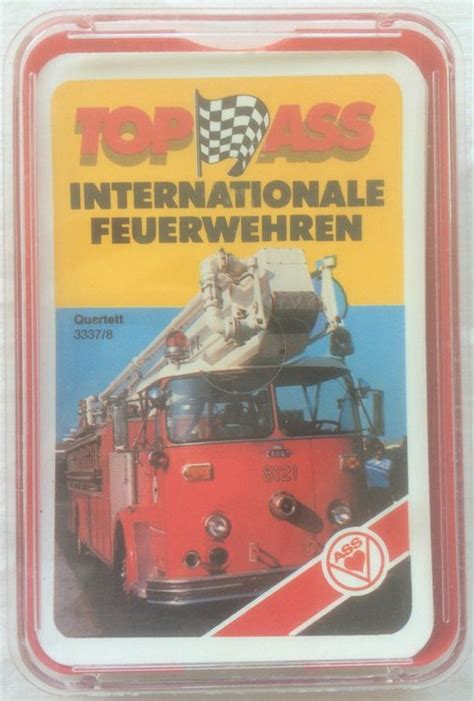 TOP ASS
INTERNATIONALE
FEUERWEHREN
Quartett
3337/8
8121
ASS